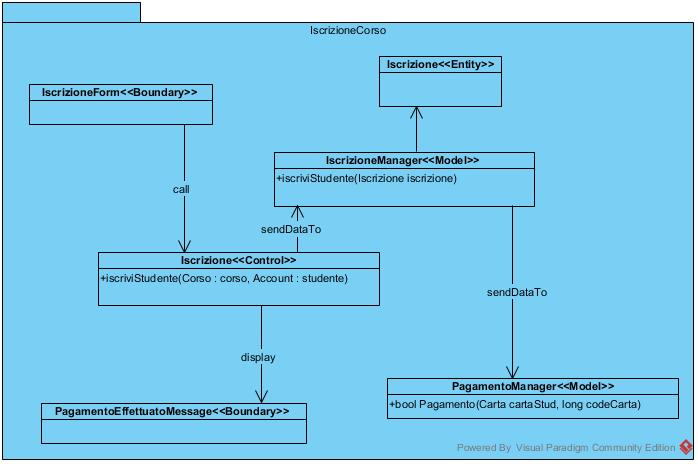 IscrizioneCorso
Iscrizione<<Entity>>
IscrizioneForm<<Boundary>>
IscrizioneManager<<Model>>
+iscriviStudente(Iscrizione iscrizione)
call
sendDataTo
Iscrizione<<Control>>
+iscriviStudente(Corso : corso, Account : studente)
sendDataTo
display
PagamentoManager<<Model>>
+bool Pagamento(Carta cartaStud, long codeCarta)
PagamentoEffettuatoMessage<<Boundary>>
Powered By Visual Paradigm Community Edition